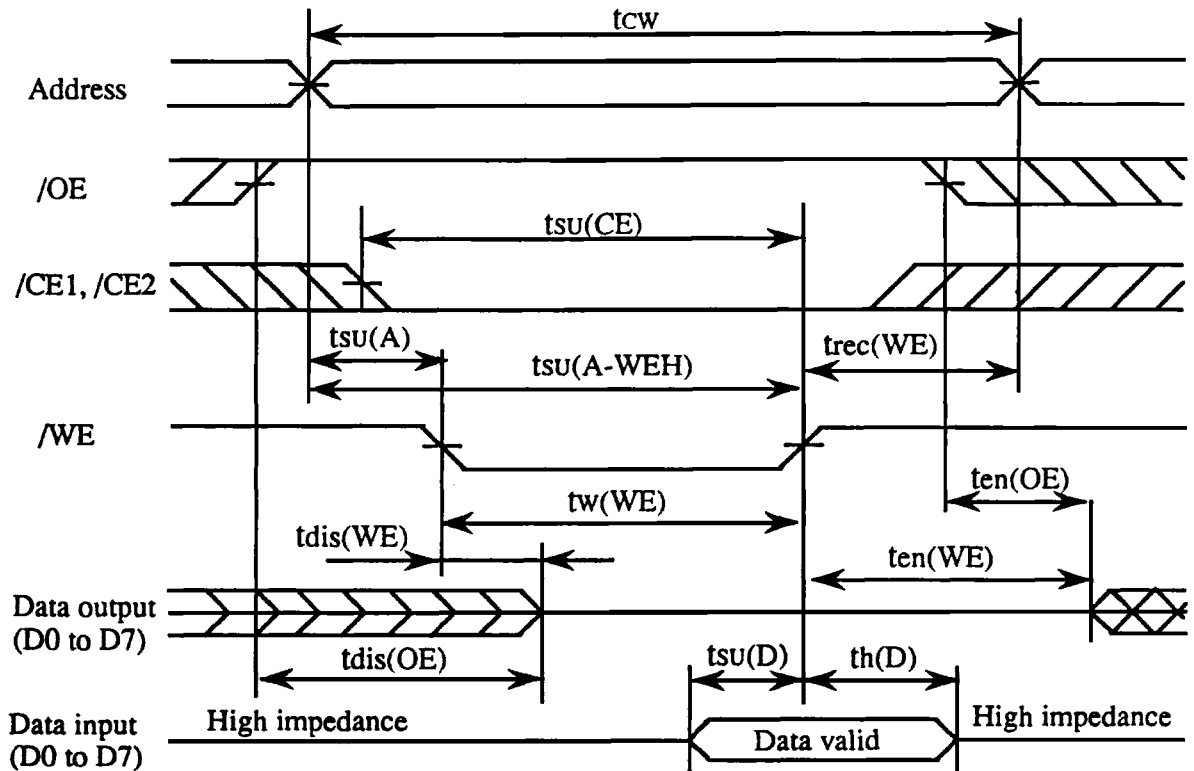 tcw
Address
/OE
tsu(CE)
/CE1, /CE2
tsu(A)
trec(WE)
tsu(A-WEH)
/WE
ten(OE)
tw(WE)
tdis(WE)
ten(WE)
Data output
(D0 to D7)
tdis(OE)
tsu(D)
th(D)
Data input
(D0 to D7)
High impedance
Data valid
High impedance